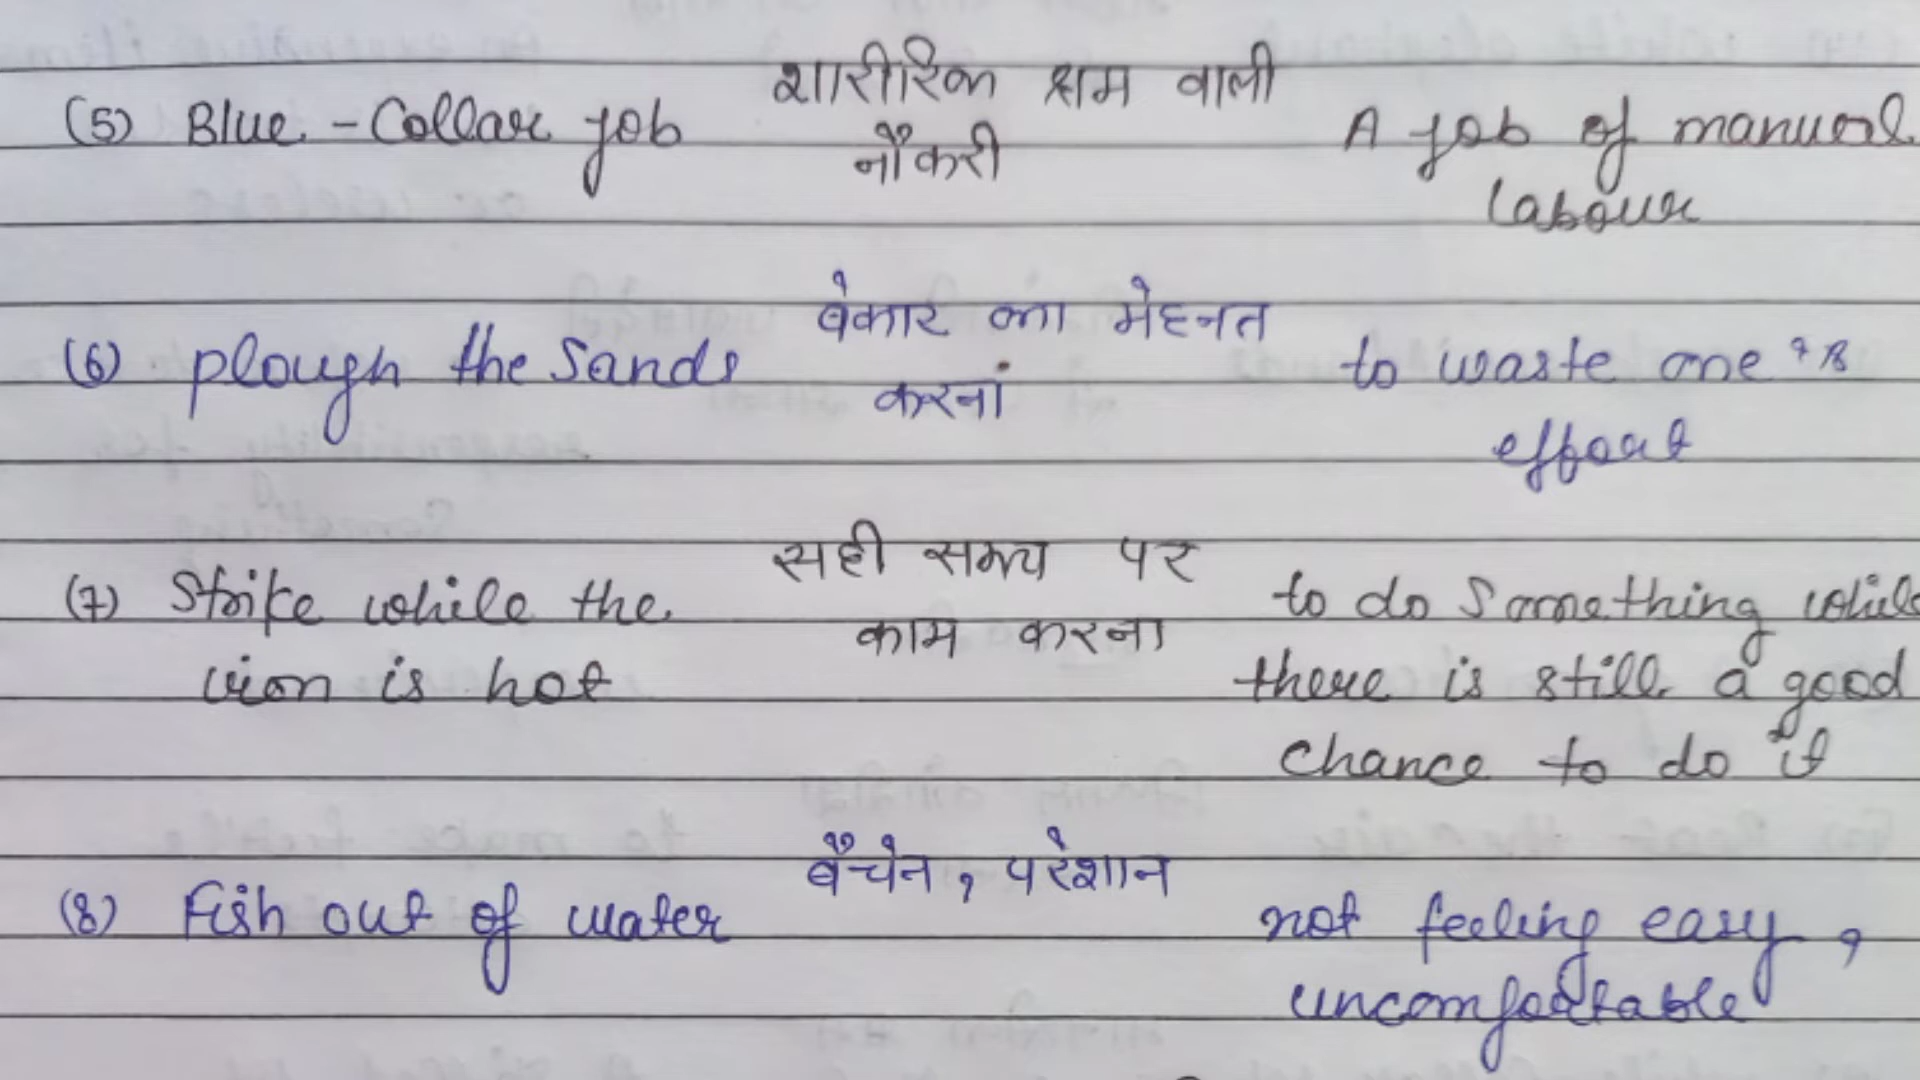 (5) Blue-Collar job शारीरिक श्रम वाली नौकरी A job of manual
labour
(6) plough the Sands बेकार का मेहनत करनां to waste one's
effort
(7) Strike while the सही समय पर to do Something while
iron is hot काम करना there is still a good
chance to do it
(8) Fish out of water बैचेन, परेशान not feeling easy,
uncomfortable